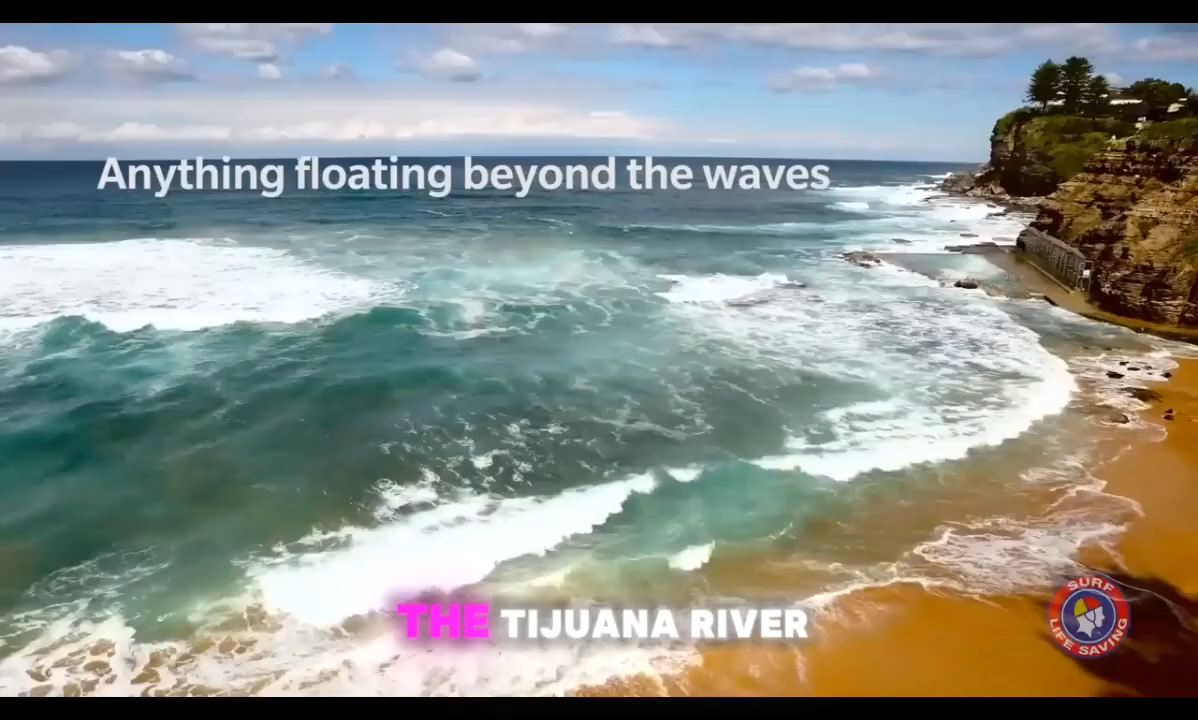 Anything floating beyond the waves
THE TIJUANA RIVER
SURF
LIFE SAVING